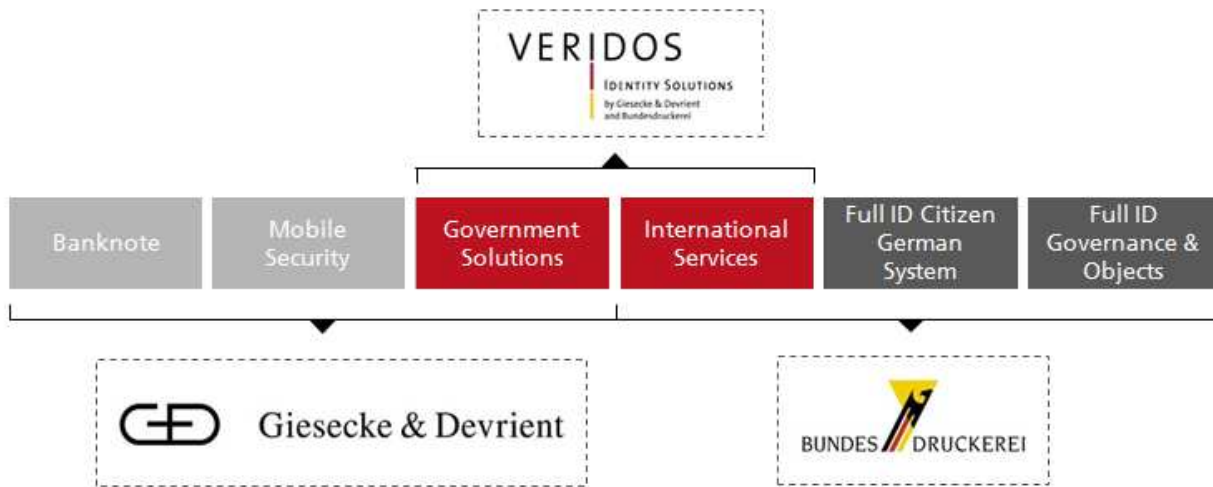 VERIDOS
IDENTITY SOLUTIONS
by Giesecke & Devrient
and Bundesdruckerei
Banknote
Mobile
Security
Government
Solutions
International
Services
Full ID Citizen
German
System
Full ID
Governance &
Objects
Giesecke & Devrient
BUNDES DRUCKEREI